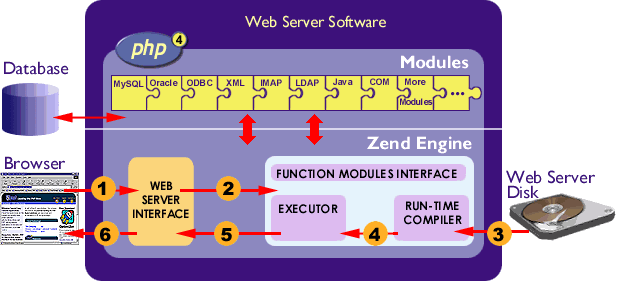 Web Server Software
php 4
Modules
Database
MySQL Oracle ODBC XML IMAP LDAP Java COM More
Modules
...
Zend Engine
Browser
FUNCTION MODULES INTERFACE
Web Server
Disk
1
WEB
SERVER
INTERFACE
2
EXECUTOR
RUN-TIME
COMPILER
6
5
4
3